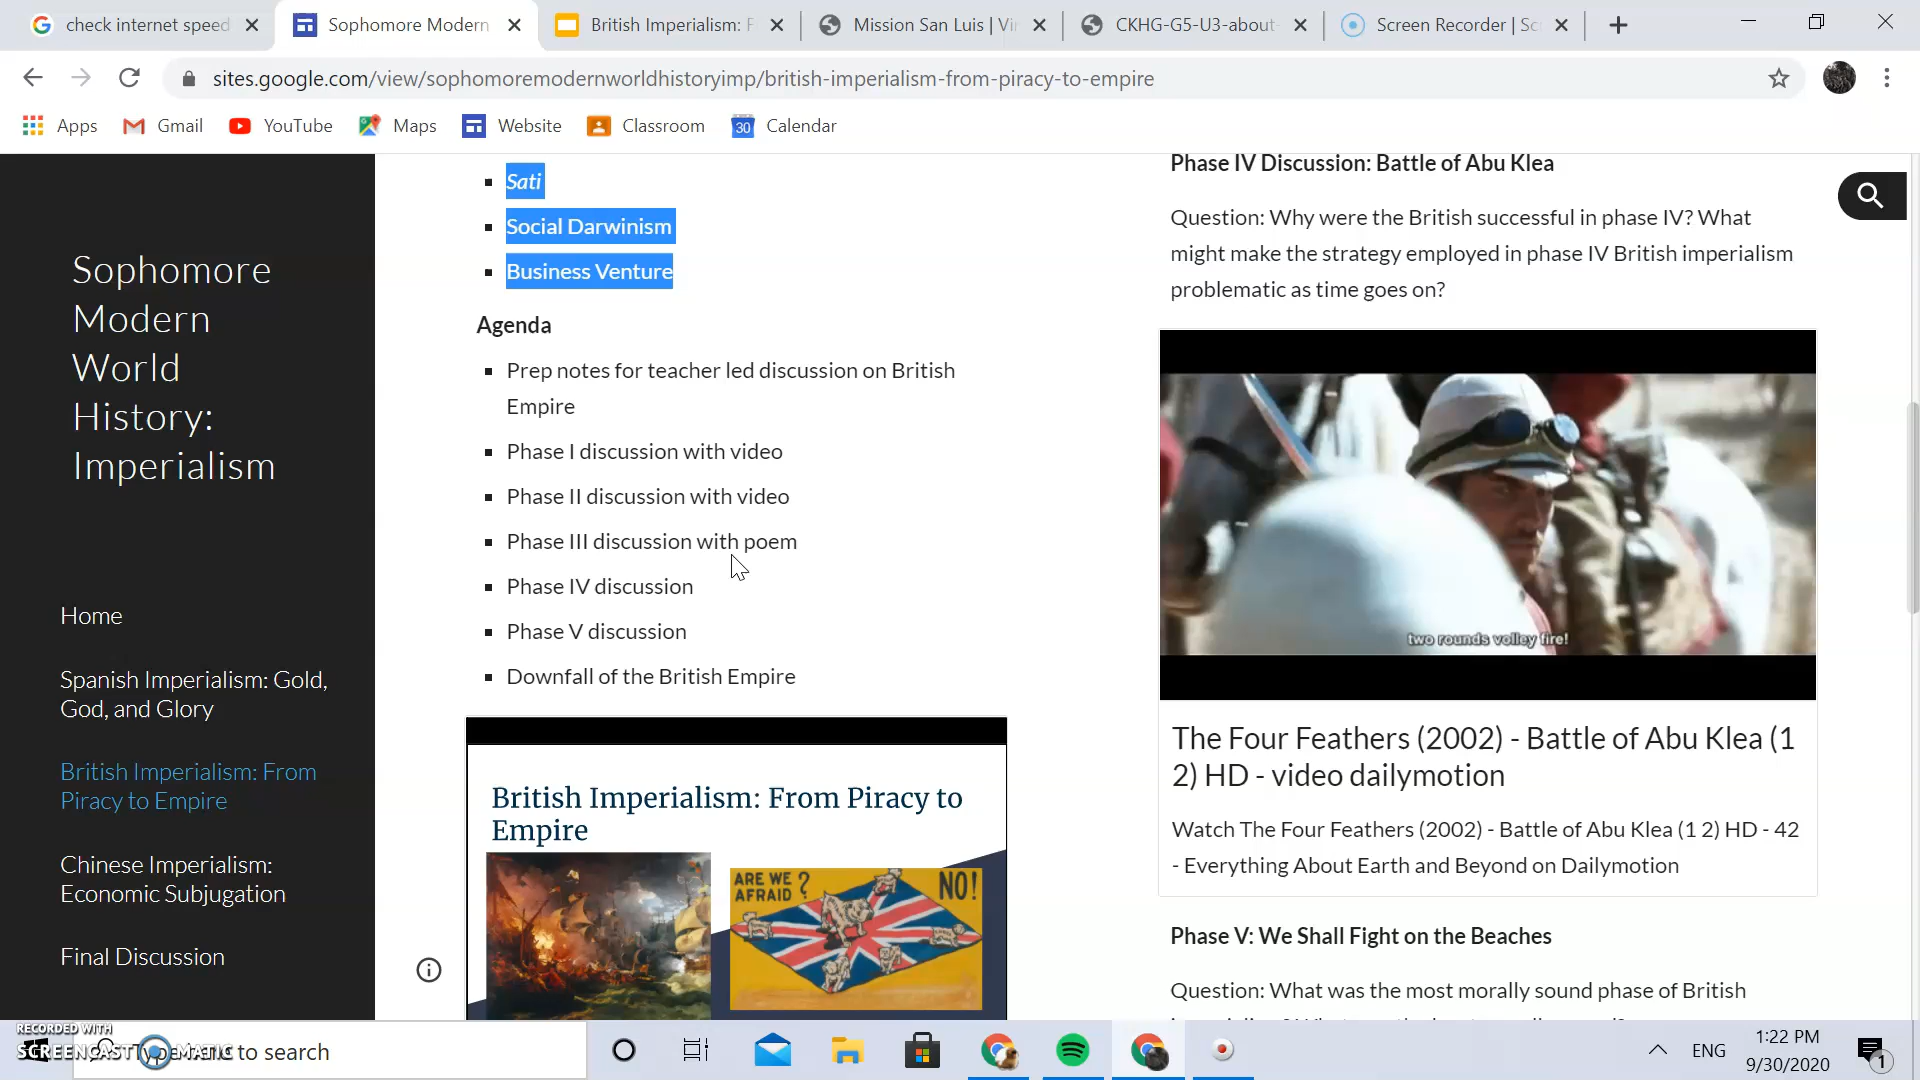 check internet speed
Sophomore Modern
British Imperialism: F
Mission San Luis | Vir
CKHG-G5-U3-about-
Screen Recorder | Sc
sites.google.com/view/sophomoremodernworldhistoryimp/british-imperialism-from-piracy-to-empire
Apps
Gmail
YouTube
Maps
Website
Classroom
30
Calendar
Sophomore
Modern
World
History:
Imperialism
Home
Spanish Imperialism: Gold,
God, and Glory
British Imperialism: From
Piracy to Empire
Chinese Imperialism:
Economic Subjugation
Final Discussion
Sati
Social Darwinism
Business Venture
Agenda
Prep notes for teacher led discussion on British
Empire
Phase I discussion with video
Phase II discussion with video
Phase III discussion with poem
Phase IV discussion
Phase V discussion
Downfall of the British Empire
British Imperialism: From Piracy to
Empire
ARE WE
AFRAID?
NO!
Phase IV Discussion: Battle of Abu Klea
Question: Why were the British successful in phase IV? What
might make the strategy employed in phase IV British imperialism
problematic as time goes on?
two rounds volley fire!
The Four Feathers (2002) - Battle of Abu Klea (1
2) HD - video dailymotion
Watch The Four Feathers (2002) - Battle of Abu Klea (1 2) HD - 42
- Everything About Earth and Beyond on Dailymotion
Phase V: We Shall Fight on the Beaches
Question: What was the most morally sound phase of British
RECORDED WITH
SCREENCAST MATIC
Type here to search
ENG
1:22 PM
9/30/2020
1